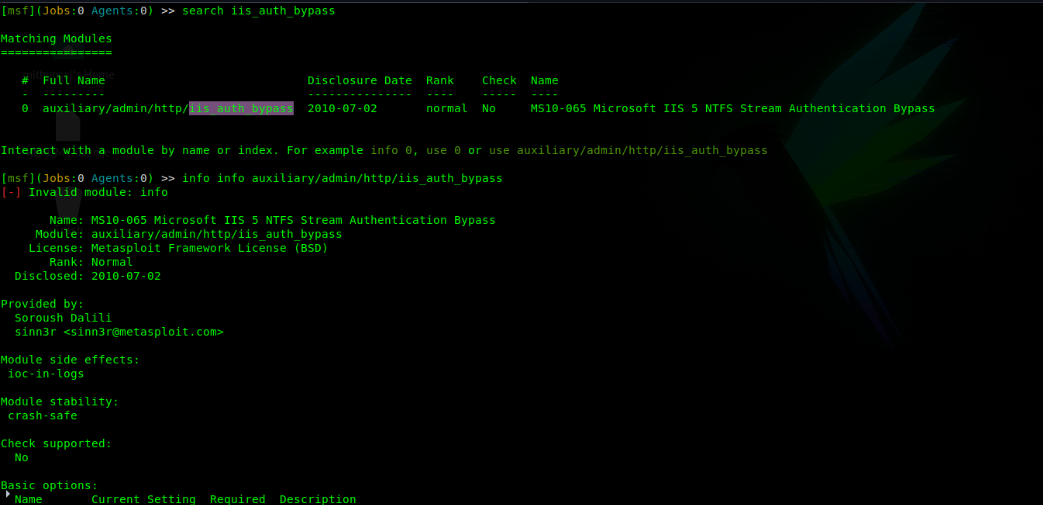 [msf](Jobs:0 Agents:0) >> search iis_auth_bypass
Matching Modules
================
#  Full Name                             Disclosure Date  Rank    Check  Name
-  ---------                             ---------------  ----    -----  ----
0  auxiliary/admin/http/iis_auth_bypass  2010-07-02       normal  No     MS10-065 Microsoft IIS 5 NTFS Stream Authentication Bypass
Interact with a module by name or index. For example info 0, use 0 or use auxiliary/admin/http/iis_auth_bypass
[msf](Jobs:0 Agents:0) >> info info auxiliary/admin/http/iis_auth_bypass
[-] Invalid module: info
Name: MS10-065 Microsoft IIS 5 NTFS Stream Authentication Bypass
Module: auxiliary/admin/http/iis_auth_bypass
License: Metasploit Framework License (BSD)
Rank: Normal
Disclosed: 2010-07-02
Provided by:
Soroush Dalili
sinn3r <sinn3r@metasploit.com>
Module side effects:
ioc-in-logs
Module stability:
crash-safe
Check supported:
No
Basic options:
Name       Current Setting  Required  Description